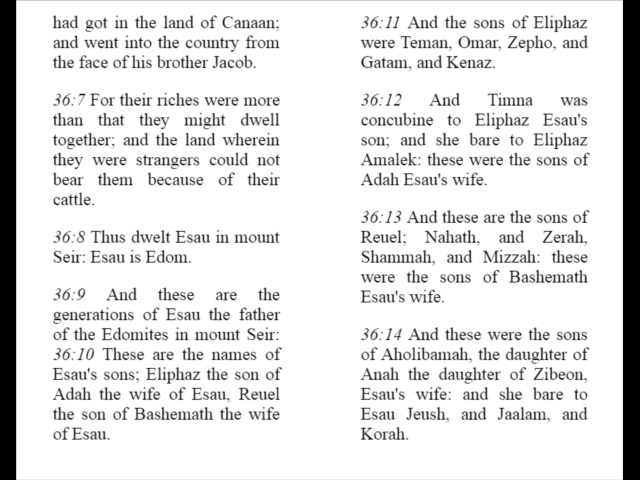 had got in the land of Canaan;
and went into the country from
the face of his brother Jacob.
36:7 For their riches were more
than that they might dwell
together; and the land wherein
they were strangers could not
bear them because of their
cattle.
36:8 Thus dwelt Esau in mount
Seir: Esau is Edom.
36:9 And these are the
generations of Esau the father
of the Edomites in mount Seir:
36:10 These are the names of
Esau's sons; Eliphaz the son of
Adah the wife of Esau, Reuel
the son of Bashemath the wife
of Esau.
36:11 And the sons of Eliphaz
were Teman, Omar, Zepho, and
Gatam, and Kenaz.
36:12 And Timna was
concubine to Eliphaz Esau's
son; and she bare to Eliphaz
Amalek: these were the sons of
Adah Esau's wife.
36:13 And these are the sons of
Reuel; Nahath, and Zerah,
Shammah, and Mizzah: these
were the sons of Bashemath
Esau's wife.
36:14 And these were the sons
of Aholibamah, the daughter of
Anah the daughter of Zibeon,
Esau's wife: and she bare to
Esau Jeush, and Jaalam, and
Korah.